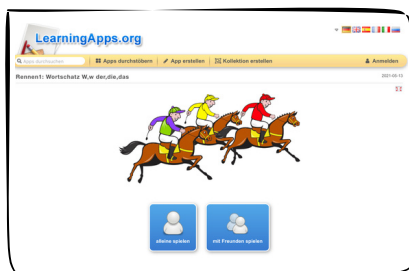 LearningApps.org
Apps durchsuchen
Apps durchstöbern
App erstellen
Kollektion erstellen
Anmelden
Rennen1: Wortschatz W,w der,die,das
2021-08-15
alleine spielen
mit Freunden spielen